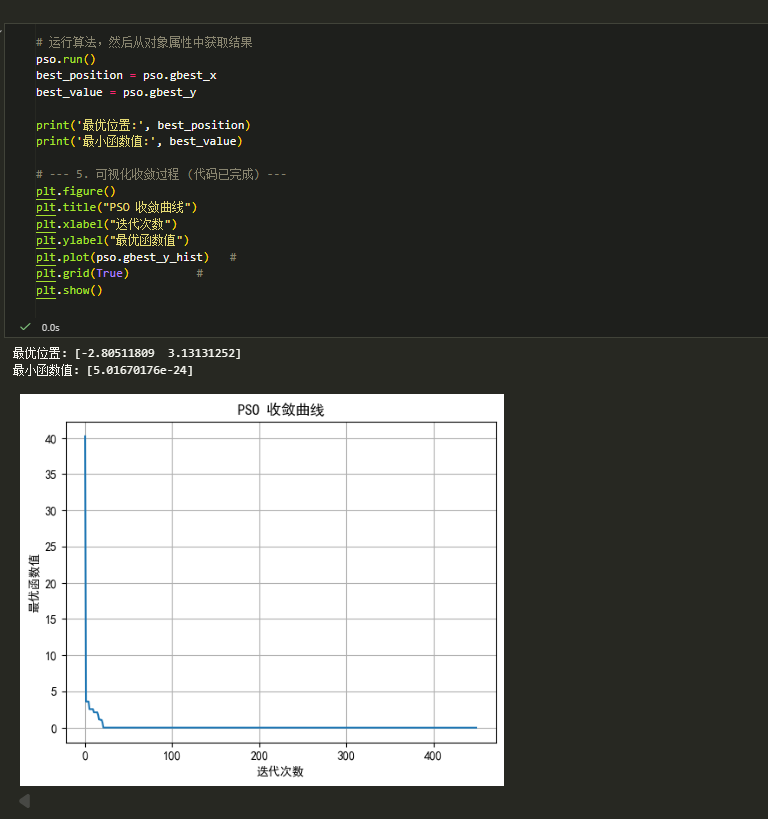 # 运行算法，然后从对象属性中获取结果
pso.run()
best_position = pso.gbest_x
best_value = pso.gbest_y
print('最优位置:', best_position)
print('最小函数值:', best_value)
# --- 5. 可视化收敛过程 (代码已完成) ---
plt.figure()
plt.title("PSO 收敛曲线")
plt.xlabel("迭代次数")
plt.ylabel("最优函数值")
plt.plot(pso.gbest_y_hist)   #
plt.grid(True)          #
plt.show()
0.0s
最优位置: [-2.80511809  3.13131252]
最小函数值: [5.01670176e-24]
PSO 收敛曲线
最优函数值
40
35
30
25
20
15
10
5
0
0 100 200 300 400
迭代次数